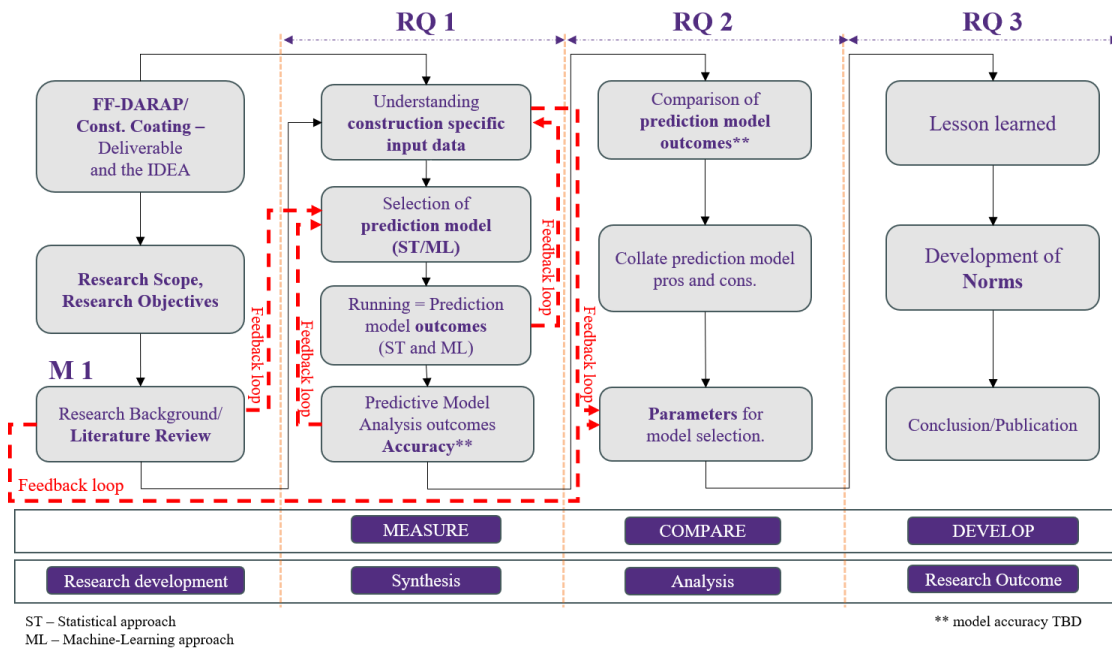 RQ 1
RQ 2
RQ 3
FF-DARAP/
Const. Coating –
Deliverable
and the IDEA
Research Scope,
Research Objectives
M 1
Research Background/
Literature Review
Feedback loop
Feedback loop
Understanding
construction specific
input data
Selection of
prediction model
(ST/ML)
Running = Prediction
model outcomes
(ST and ML)
Predictive Model
Analysis outcomes
Accuracy**
Feedback loop
Feedback loop
Feedback loop
Comparison of
prediction model
outcomes**
Collate prediction model
pros and cons.
Parameters for
model selection.
Lesson learned
Development of
Norms
Conclusion/Publication
MEASURE
COMPARE
DEVELOP
Research development
Synthesis
Analysis
Research Outcome
ST – Statistical approach
ML – Machine-Learning approach
** model accuracy TBD